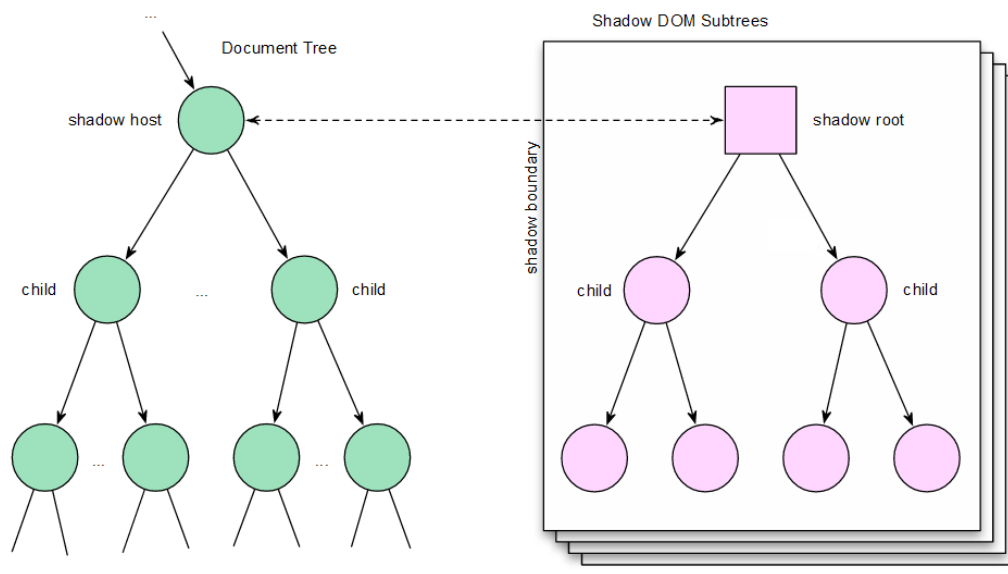 ...
Document Tree
Shadow DOM Subtrees
shadow host
shadow root
shadow boundary
child
...
child
child
child
...
...